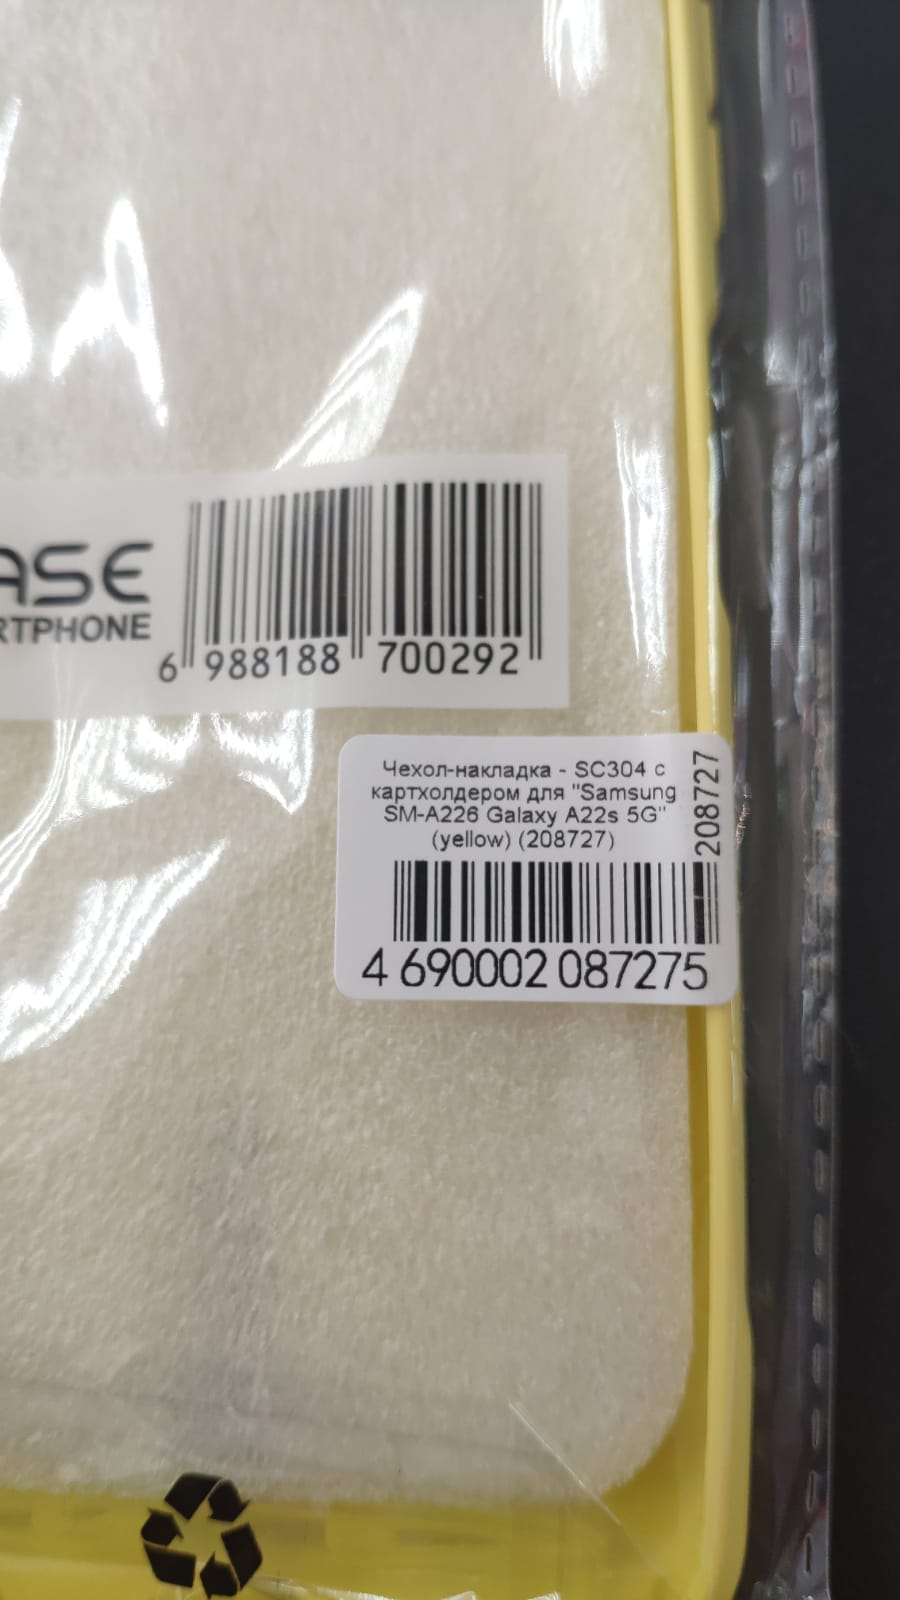 ASE
RTPHONE
6 988188 700292
Чехол-накладка - SC304 с
картхолдером для "Samsung
SM-A226 Galaxy A22s 5G"
(yellow) (208727)
208727
4 690002 087275